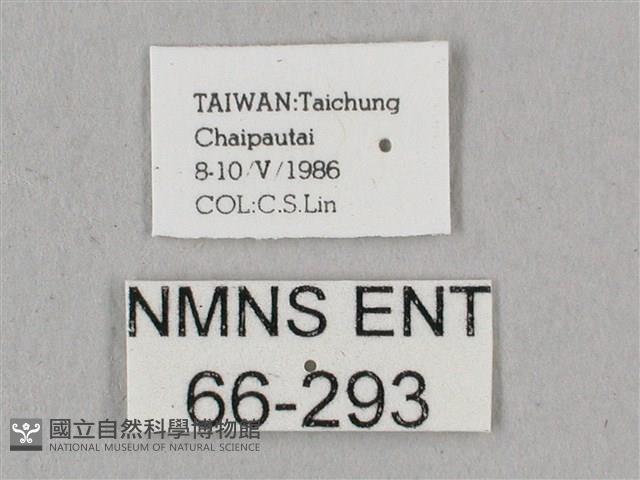 TAIWAN:Taichung
Chaipautai
8-10/V/1986
COL:C.S.Lin
NMNS ENT
66-293
國立自然科學博物館
NATIONAL MUSEUM OF NATURAL SCIENCE